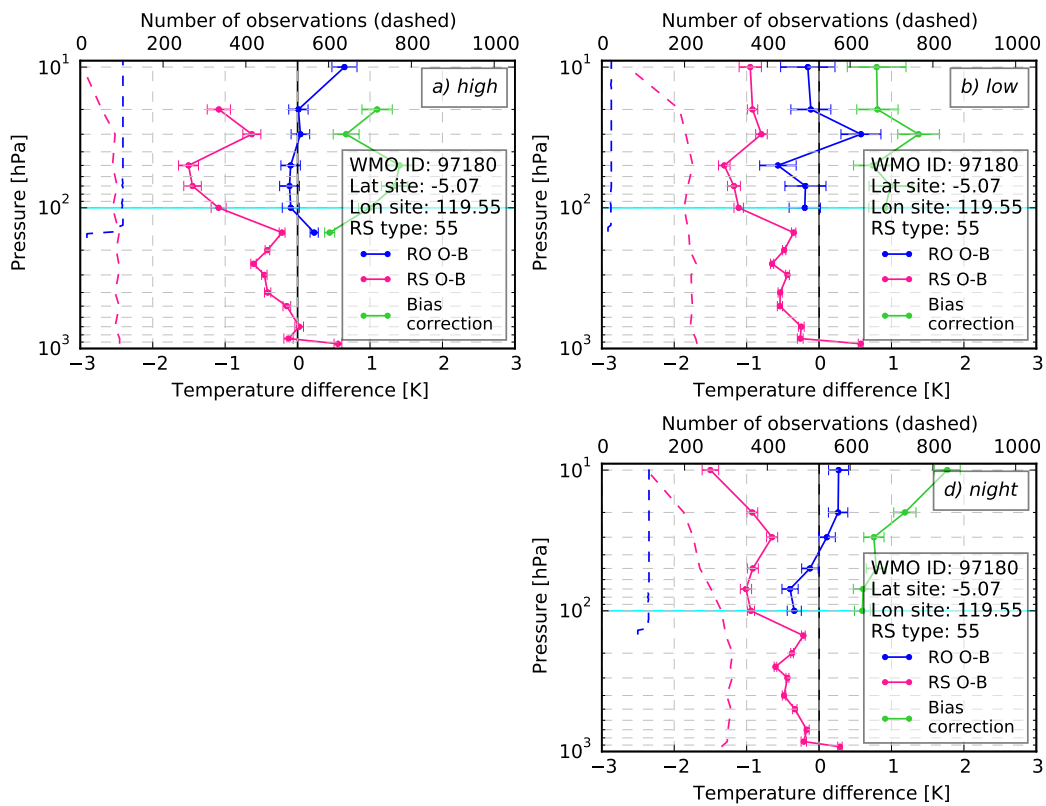 Number of observations (dashed)
0 200 400 600 800 1000
10¹
10²
10³
Pressure [hPa]
a) high
WMO ID: 97180
Lat site: -5.07
Lon site: 119.55
RS type: 55
RO O-B
RS O-B
Bias
correction
−3 −2 −1 0 1 2 3
Temperature difference [K]
Number of observations (dashed)
0 200 400 600 800 1000
10¹
10²
10³
Pressure [hPa]
b) low
WMO ID: 97180
Lat site: -5.07
Lon site: 119.55
RS type: 55
RO O-B
RS O-B
Bias
correction
−3 −2 −1 0 1 2 3
Temperature difference [K]
Number of observations (dashed)
0 200 400 600 800 1000
10¹
10²
10³
Pressure [hPa]
d) night
WMO ID: 97180
Lat site: -5.07
Lon site: 119.55
RS type: 55
RO O-B
RS O-B
Bias
correction
−3 −2 −1 0 1 2 3
Temperature difference [K]